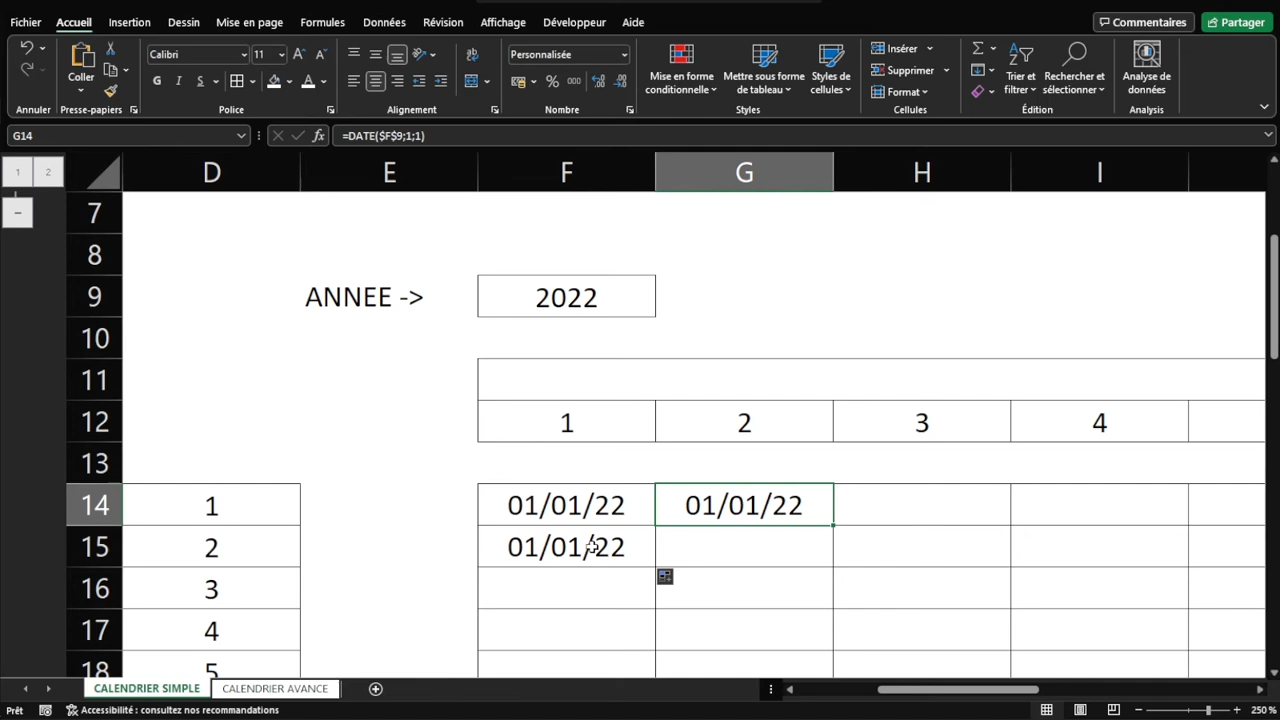 Fichier Accueil Insertion Dessin Mise en page Formules Données Révision Affichage Développeur Aide Commentaires Partager
Coller
Calibri 11
G I S
Personnalisée
% 000
Mise en forme conditionnelle
Mettre sous forme de tableau
Styles de cellules
Insérer
Supprimer
Format
Trier et filtrer
Rechercher et sélectionner
Analyse de données
Annuler Presse-papiers Police Alignement Nombre Styles Cellules Édition Analysis
G14 fx =DATE($F$9;1;1)
1 2 D E F G H I
7
8
9 ANNEE -> 2022
10
11
12 1 2 3 4
13
14 1 01/01/22 01/01/22
15 2 01/01/22
16 3
17 4
18 5
CALENDRIER SIMPLE CALENDRIER AVANCE
Prêt Accessibilité : consultez nos recommandations 250 %